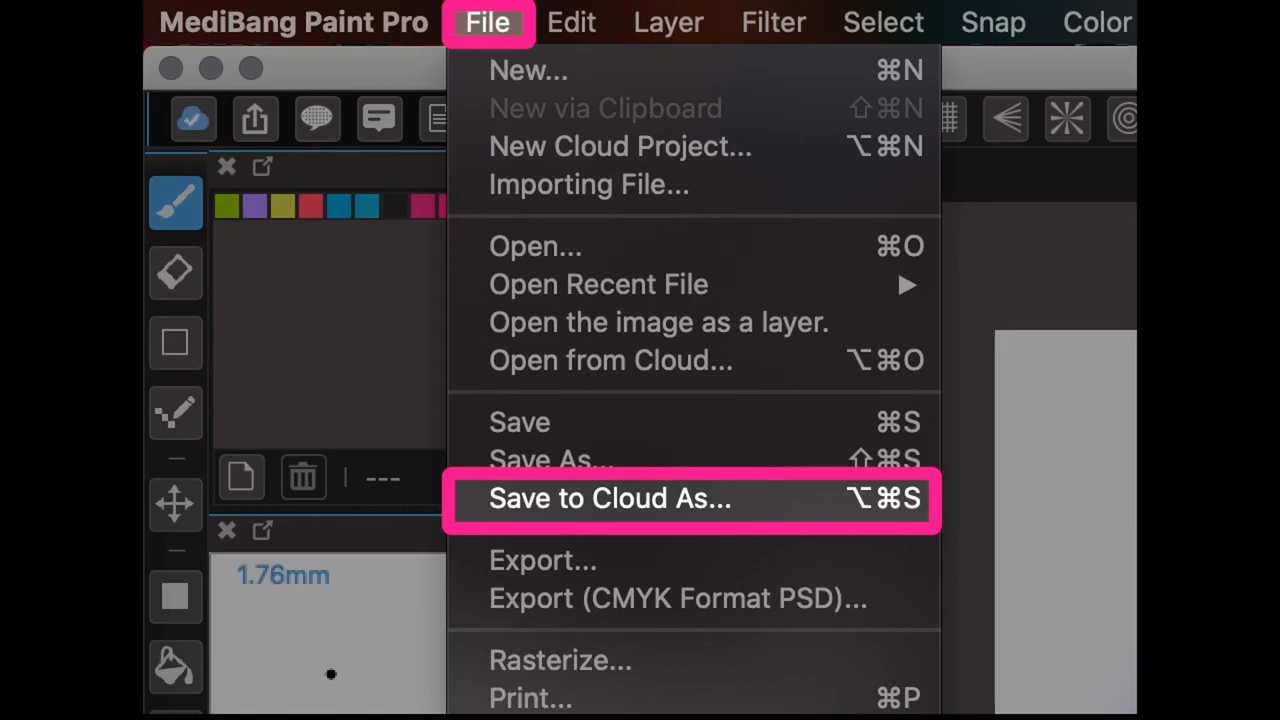 MediBang Paint Pro File Edit Layer Filter Select Snap Color
New... ⌘N
New via Clipboard ⇧⌘N
New Cloud Project... ⌥⌘N
Importing File...
Open... ⌘O
Open Recent File ▶
Open the image as a layer.
Open from Cloud... ⌥⌘O
Save ⌘S
Save As... ⇧⌘S
Save to Cloud As... ⌥⌘S
Export...
Export (CMYK Format PSD)...
Rasterize...
Print... ⌘P
---
1.76mm